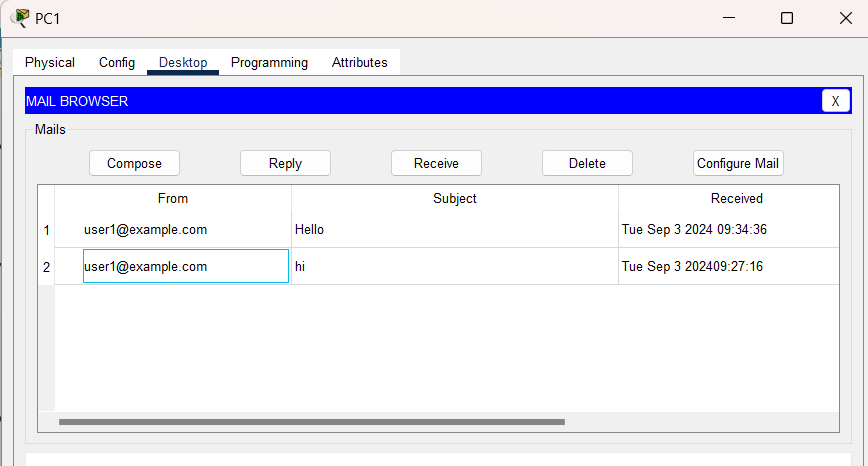 PC1
Physical Config Desktop Programming Attributes
MAIL BROWSER X
Mails
Compose Reply Receive Delete Configure Mail
From Subject Received
1 user1@example.com Hello Tue Sep 3 2024 09:34:36
2 user1@example.com hi Tue Sep 3 202409:27:16